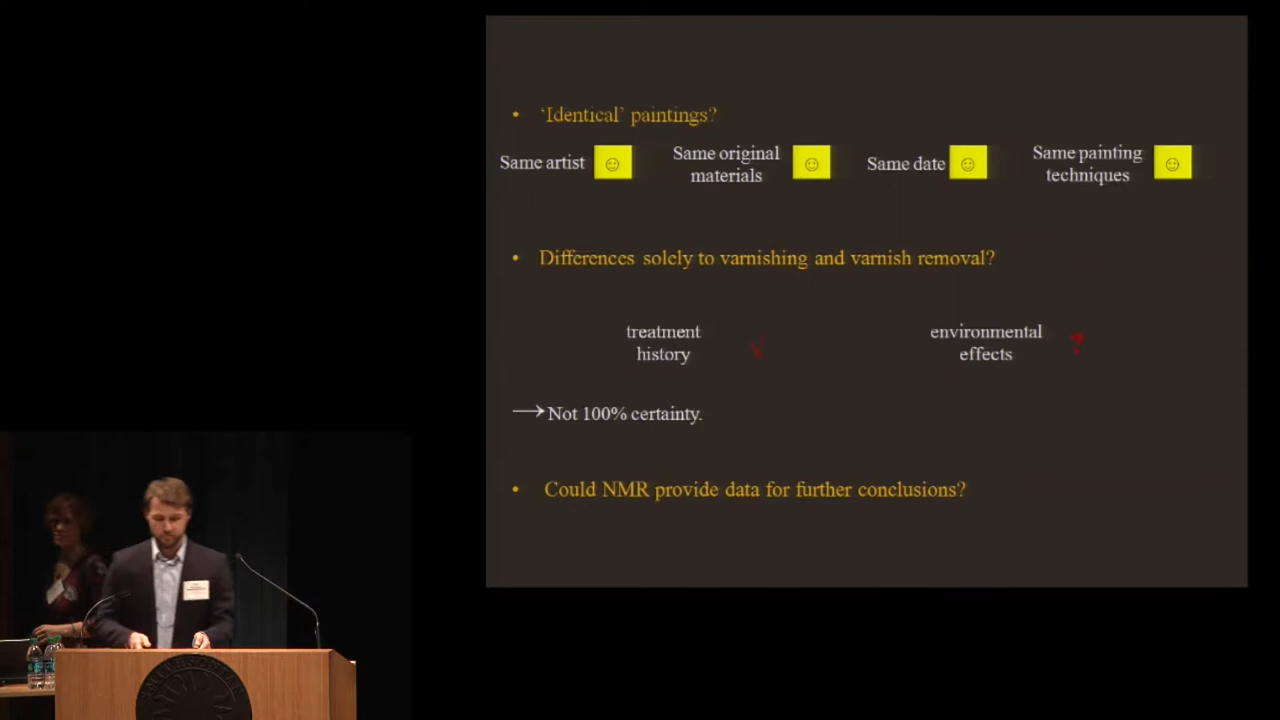 • ‘Identical’ paintings?
Same artist ☺
Same original
materials ☺
Same date ☺
Same painting
techniques ☺
• Differences solely to varnishing and varnish removal?
treatment
history √
environmental
effects ?
→ Not 100% certainty.
• Could NMR provide data for further conclusions?